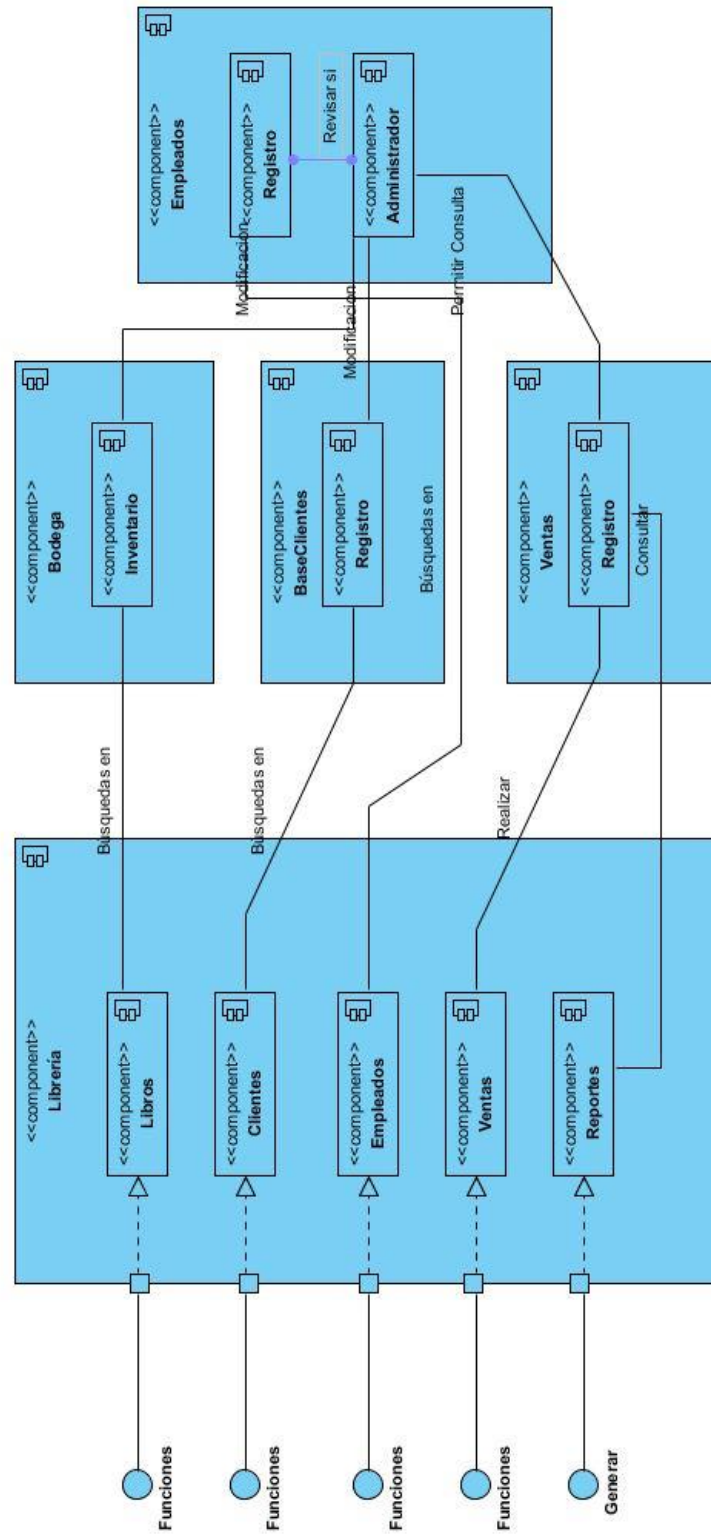 Funciones
Funciones
Funciones
Funciones
Generar
<<component>>
Librería
<<component>>
Libros
<<component>>
Clientes
<<component>>
Empleados
<<component>>
Ventas
<<component>>
Reportes
Búsquedas en
Búsquedas en
Realizar
<<component>>
Bodega
<<component>>
Inventario
<<component>>
BaseClientes
<<component>>
Registro
Búsquedas en
<<component>>
Ventas
<<component>>
Registro
Consultar
Modificacion
Modificacion
Permitir Consulta
<<component>>
Empleados
<<component>>
Registro
Revisar si
<<component>>
Administrador